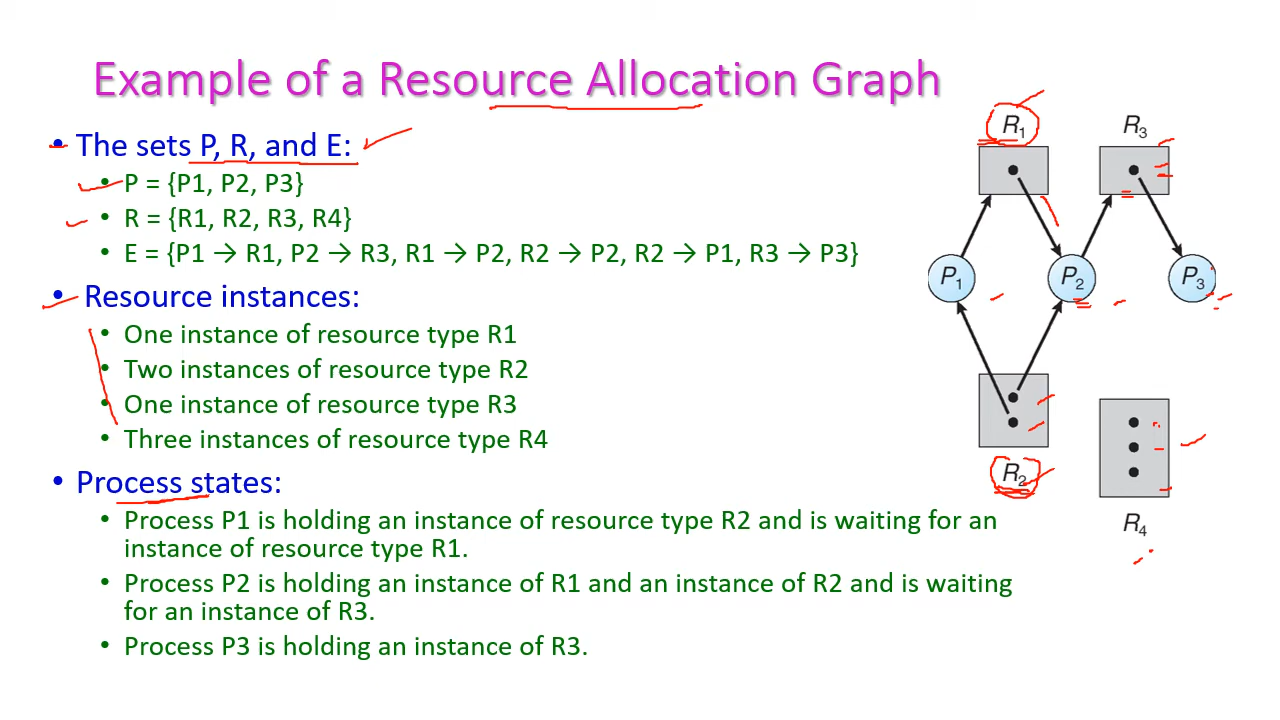 Example of a Resource Allocation Graph
• The sets P, R, and E:
• P = {P1, P2, P3}
• R = {R1, R2, R3, R4}
• E = {P1 → R1, P2 → R3, R1 → P2, R2 → P2, R2 → P1, R3 → P3}
• Resource instances:
• One instance of resource type R1
• Two instances of resource type R2
• One instance of resource type R3
• Three instances of resource type R4
• Process states:
• Process P1 is holding an instance of resource type R2 and is waiting for an
instance of resource type R1.
• Process P2 is holding an instance of R1 and an instance of R2 and is waiting
for an instance of R3.
• Process P3 is holding an instance of R3.
R1 R3
P1 P2 P3
R2
R4